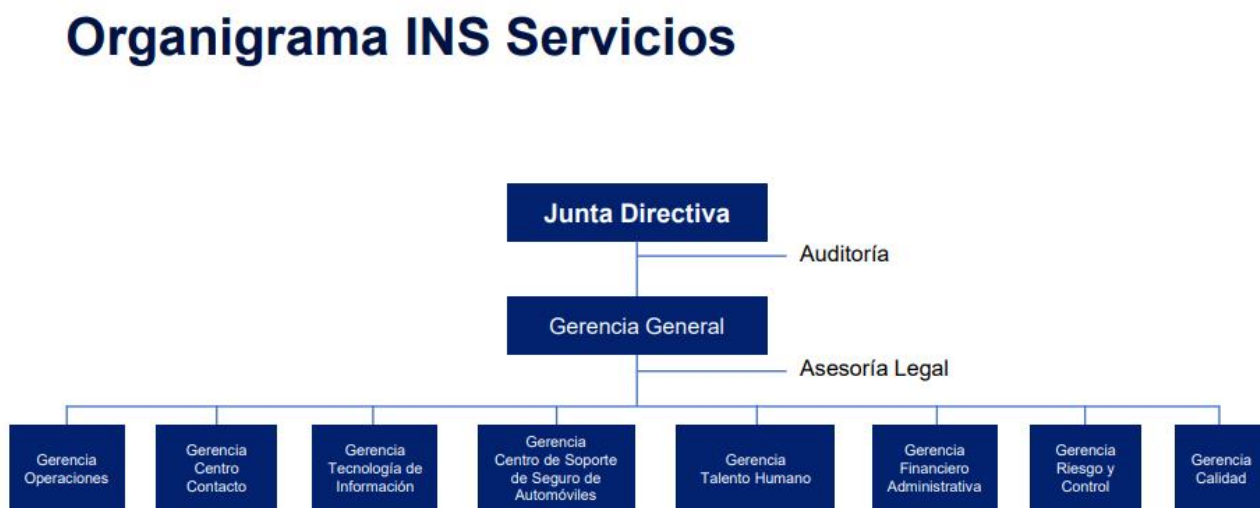 Organigrama INS Servicios
Junta Directiva
Auditoría
Gerencia General
Asesoría Legal
Gerencia
Operaciones
Gerencia
Centro
Contacto
Gerencia
Tecnología de
Información
Gerencia
Centro de Soporte
de Seguro de
Automóviles
Gerencia
Talento Humano
Gerencia
Financiero
Administrativa
Gerencia
Riesgo y
Control
Gerencia
Calidad